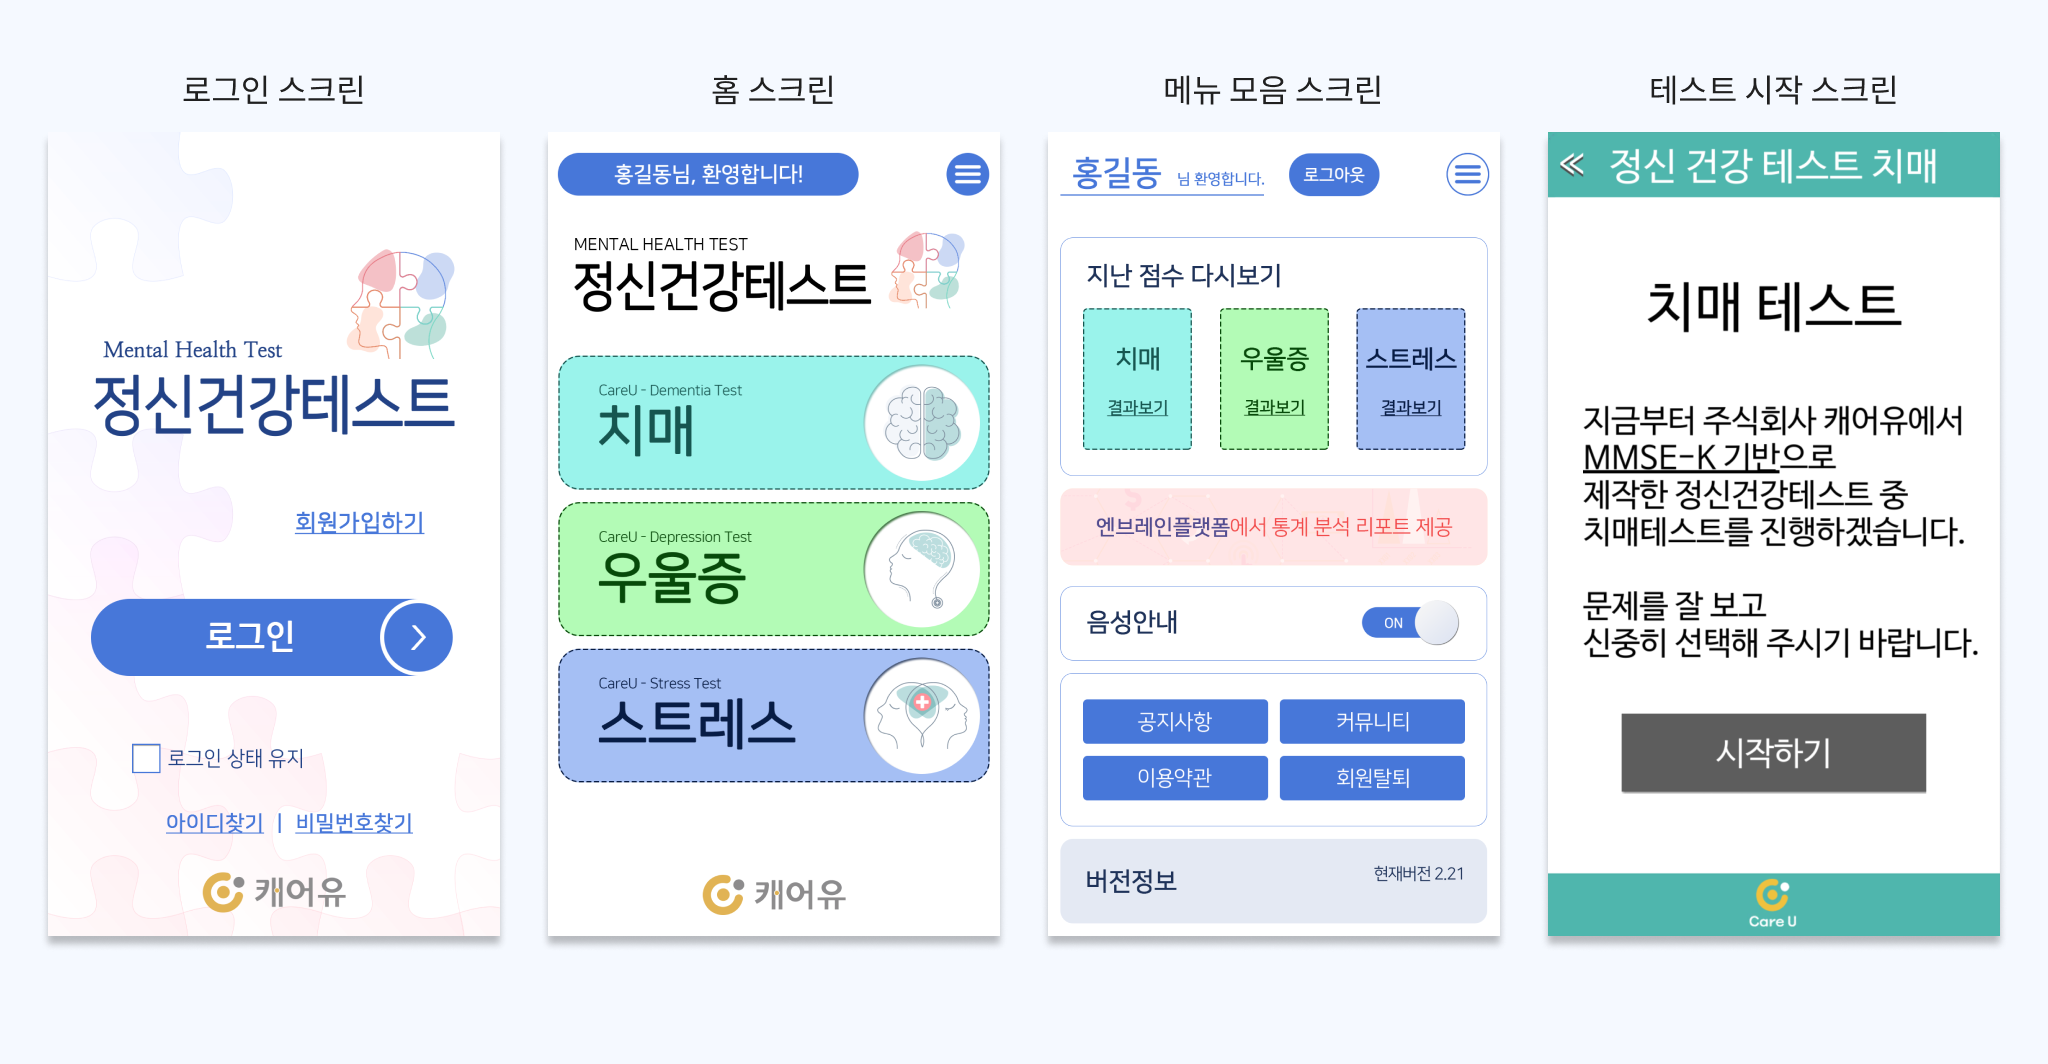 로그인 스크린
Mental Health Test
정신건강테스트
회원가입하기
로그인
로그인 상태 유지
아이디찾기 | 비밀번호찾기
캐어유
홈 스크린
홍길동님, 환영합니다!
MENTAL HEALTH TEST
정신건강테스트
CareU - Dementia Test
치매
CareU - Depression Test
우울증
CareU - Stress Test
스트레스
캐어유
메뉴 모음 스크린
홍길동 님 환영합니다.
로그아웃
지난 점수 다시보기
치매
결과보기
우울증
결과보기
스트레스
결과보기
엔브레인플랫폼에서 통계 분석 리포트 제공
음성안내
ON
공지사항
커뮤니티
이용약관
회원탈퇴
버전정보
현재버전 2.21
테스트 시작 스크린
정신 건강 테스트 치매
치매 테스트
지금부터 주식회사 캐어유에서
MMSE-K 기반으로
제작한 정신건강테스트 중
치매테스트를 진행하겠습니다.
문제를 잘 보고
신중히 선택해 주시기 바랍니다.
시작하기
Care U